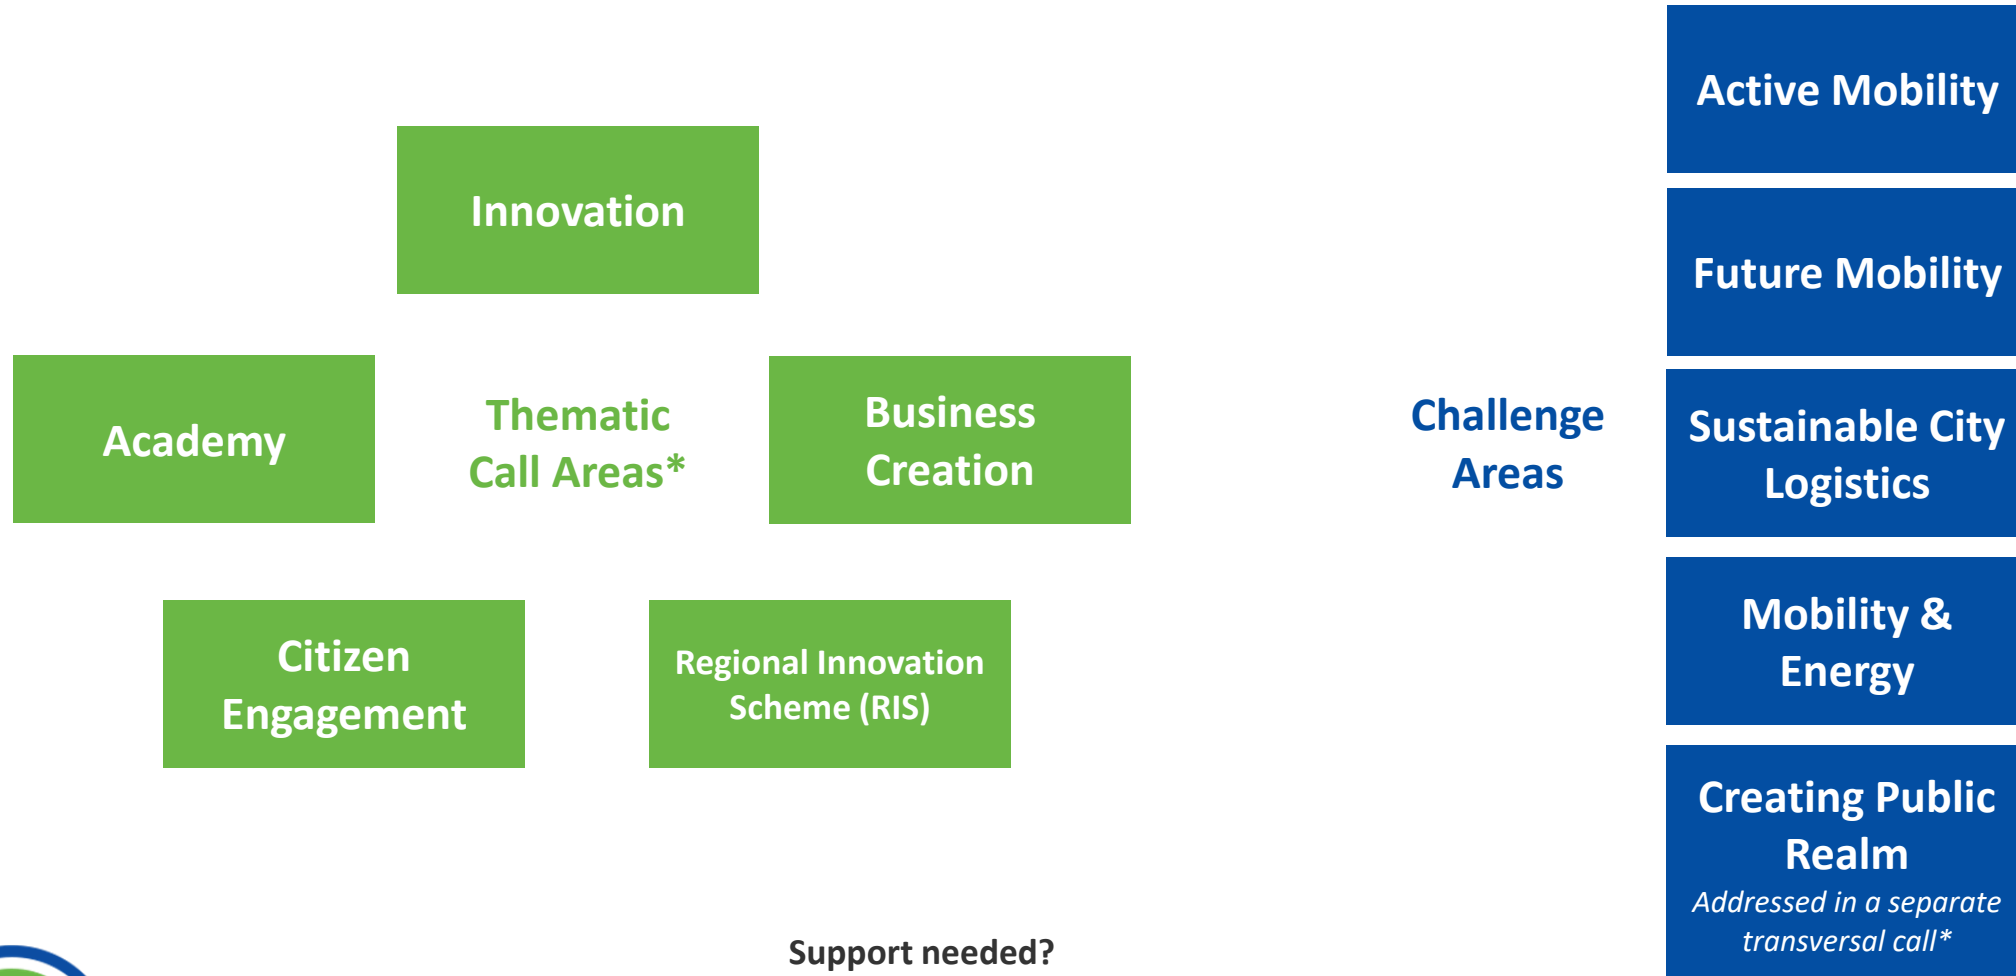 Innovation
Academy
Thematic
Call Areas*
Business
Creation
Citizen
Engagement
Regional Innovation
Scheme (RIS)
Challenge
Areas
Active Mobility
Future Mobility
Sustainable City
Logistics
Mobility &
Energy
Creating Public
Realm
Addressed in a separate
transversal call*
Support needed?